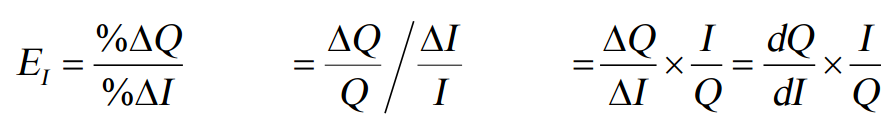 E_I = %ΔQ / %ΔI = ΔQ/Q / ΔI/I = ΔQ/ΔI × I/Q = dQ/dI × I/Q